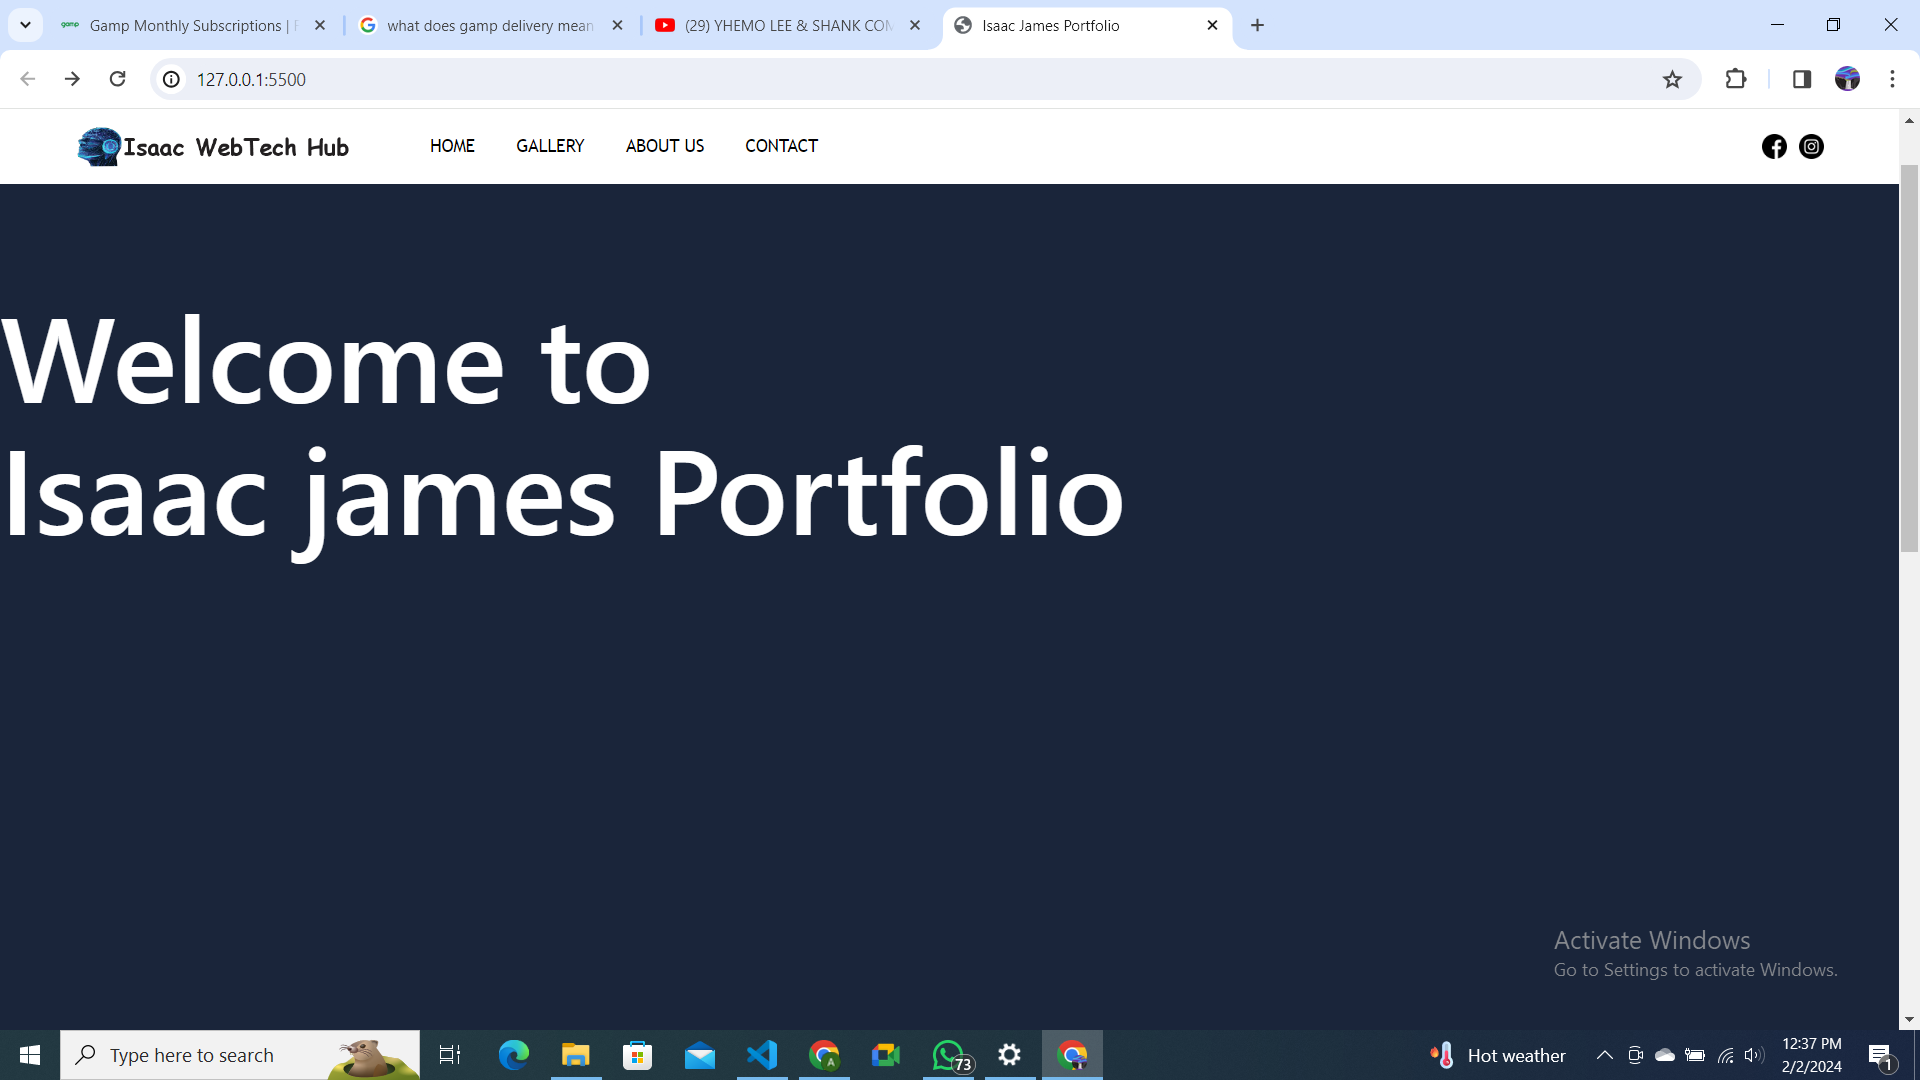 gamp Gamp Monthly Subscriptions |
what does gamp delivery mean
(29) YHEMO LEE & SHANK CON
Isaac James Portfolio
127.0.0.1:5500
Isaac WebTech Hub
HOME GALLERY ABOUT US CONTACT
Welcome to
Isaac james Portfolio
Activate Windows
Go to Settings to activate Windows.
Type here to search
A
73
Hot weather
12:37 PM
2/2/2024
1